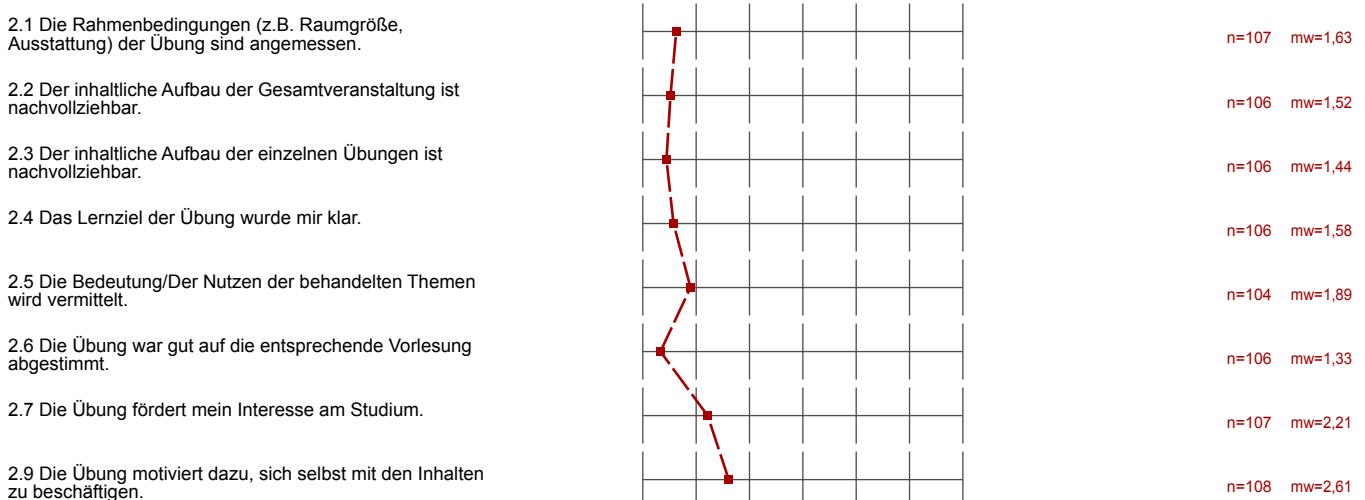 2.1 Die Rahmenbedingungen (z.B. Raumgröße,
Ausstattung) der Übung sind angemessen.
n=107 mw=1,63
2.2 Der inhaltliche Aufbau der Gesamtveranstaltung ist
nachvollziehbar.
n=106 mw=1,52
2.3 Der inhaltliche Aufbau der einzelnen Übungen ist
nachvollziehbar.
n=106 mw=1,44
2.4 Das Lernziel der Übung wurde mir klar.
n=106 mw=1,58
2.5 Die Bedeutung/Der Nutzen der behandelten Themen
wird vermittelt.
n=104 mw=1,89
2.6 Die Übung war gut auf die entsprechende Vorlesung
abgestimmt.
n=106 mw=1,33
2.7 Die Übung fördert mein Interesse am Studium.
n=107 mw=2,21
2.9 Die Übung motiviert dazu, sich selbst mit den Inhalten
zu beschäftigen.
n=108 mw=2,61